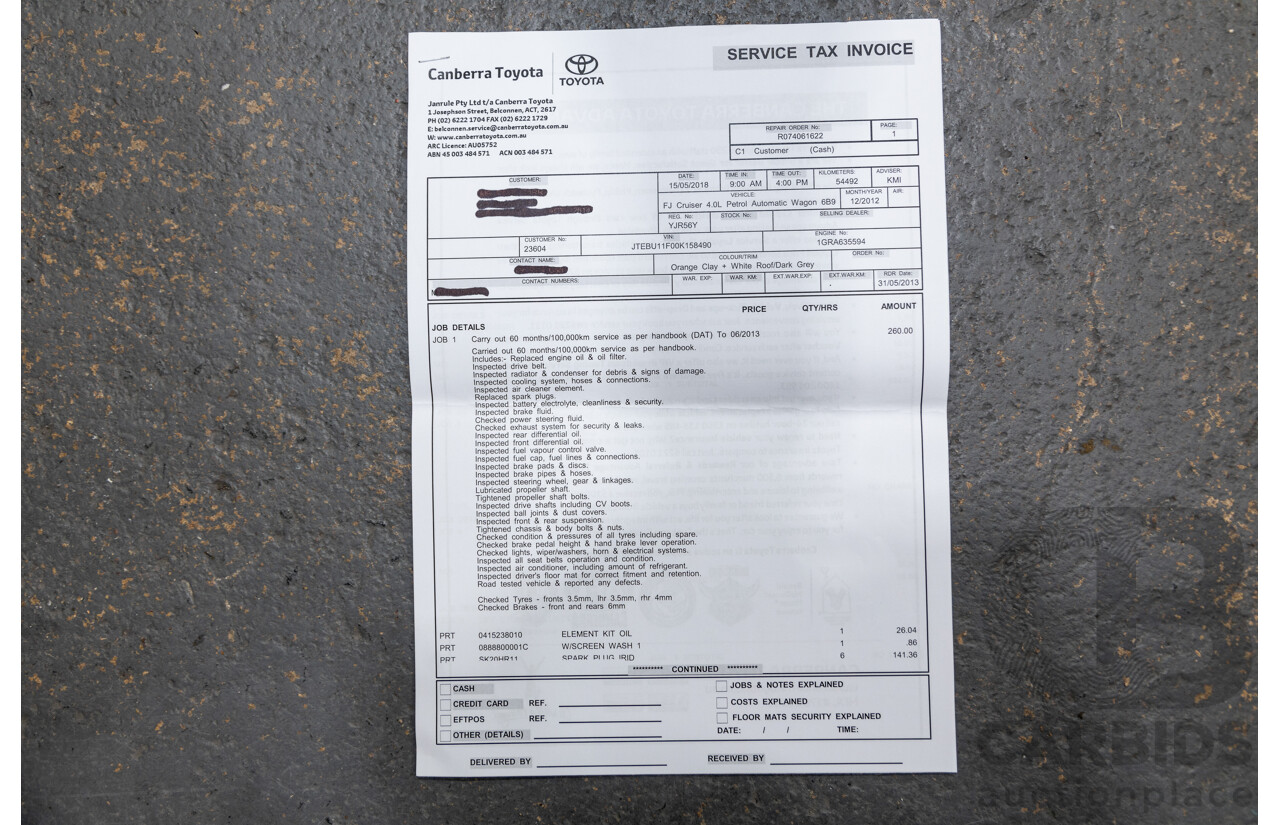 Canberra Toyota
TOYOTA
SERVICE TAX INVOICE
Janrule Pty Ltd t/a Canberra Toyota
1 Josephson Street, Belconnen, ACT, 2617
PH (02) 6222 1704 FAX (02) 6222 1729
E: belconnen.service@canberratoyota.com.au
W: www.canberratoyota.com.au
ARC Licence: AU05752
ABN 45 003 484 571 ACN 003 484 571
REPAIR ORDER No: PAGE:
R074061622 1
C1 Customer (Cash)
CUSTOMER:
DATE: TIME IN: TIME OUT: KILOMETERS: ADVISER:
15/05/2018 9:00 AM 4:00 PM 54492 KMI
VEHICLE: MONTH/YEAR AIR:
FJ Cruiser 4.0L Petrol Automatic Wagon 6B9 12/2012
REG. No: STOCK No: SELLING DEALER:
YJR56Y
CUSTOMER No: VIN: ENGINE No:
23604 JTEBU11F00K158490 1GRA635594
CONTACT NAME: COLOUR/TRIM ORDER No:
Orange Clay + White Roof/Dark Grey
CONTACT NUMBERS: WAR. EXP: WAR. KM: EXT.WAR.EXP: EXT.WAR.KM: RDR Date:
. 31/05/2013
PRICE QTY/HRS AMOUNT
JOB DETAILS
JOB 1 Carry out 60 months/100,000km service as per handbook (DAT) To 06/2013 260.00
Carried out 60 months/100,000km service as per handbook.
Includes:- Replaced engine oil & oil filter.
Inspected drive belt.
Inspected radiator & condenser for debris & signs of damage.
Inspected cooling system, hoses & connections.
Inspected air cleaner element.
Replaced spark plugs.
Inspected battery electrolyte, cleanliness & security.
Inspected brake fluid.
Checked power steering fluid.
Checked exhaust system for security & leaks.
Inspected rear differential oil.
Inspected front differential oil.
Inspected fuel vapour control valve.
Inspected fuel cap, fuel lines & connections.
Inspected brake pads & discs.
Inspected brake pipes & hoses.
Inspected steering wheel, gear & linkages.
Lubricated propeller shaft.
Tightened propeller shaft bolts.
Inspected drive shafts including CV boots.
Inspected ball joints & dust covers.
Inspected front & rear suspension.
Tightened chassis & body bolts & nuts.
Checked condition & pressures of all tyres including spare.
Checked brake pedal height & hand brake lever operation.
Checked lights, wiper/washers, horn & electrical systems.
Inspected all seat belts operation and condition.
Inspected air conditioner, including amount of refrigerant.
Inspected driver's floor mat for correct fitment and retention.
Road tested vehicle & reported any defects.
Checked Tyres - fronts 3.5mm, lhr 3.5mm, rhr 4mm
Checked Brakes - front and rears 6mm
PRT 0415238010 ELEMENT KIT OIL 1 26.04
PRT 0888800001C W/SCREEN WASH 1 1 .86
PRT SK20HR11 SPARK PLUG IRID 6 141.36
********** CONTINUED **********
CASH JOBS & NOTES EXPLAINED
CREDIT CARD REF. COSTS EXPLAINED
EFTPOS REF. FLOOR MATS SECURITY EXPLAINED
OTHER (DETAILS) DATE: / / TIME:
DELIVERED BY RECEIVED BY
CARBIDS
auctionplace